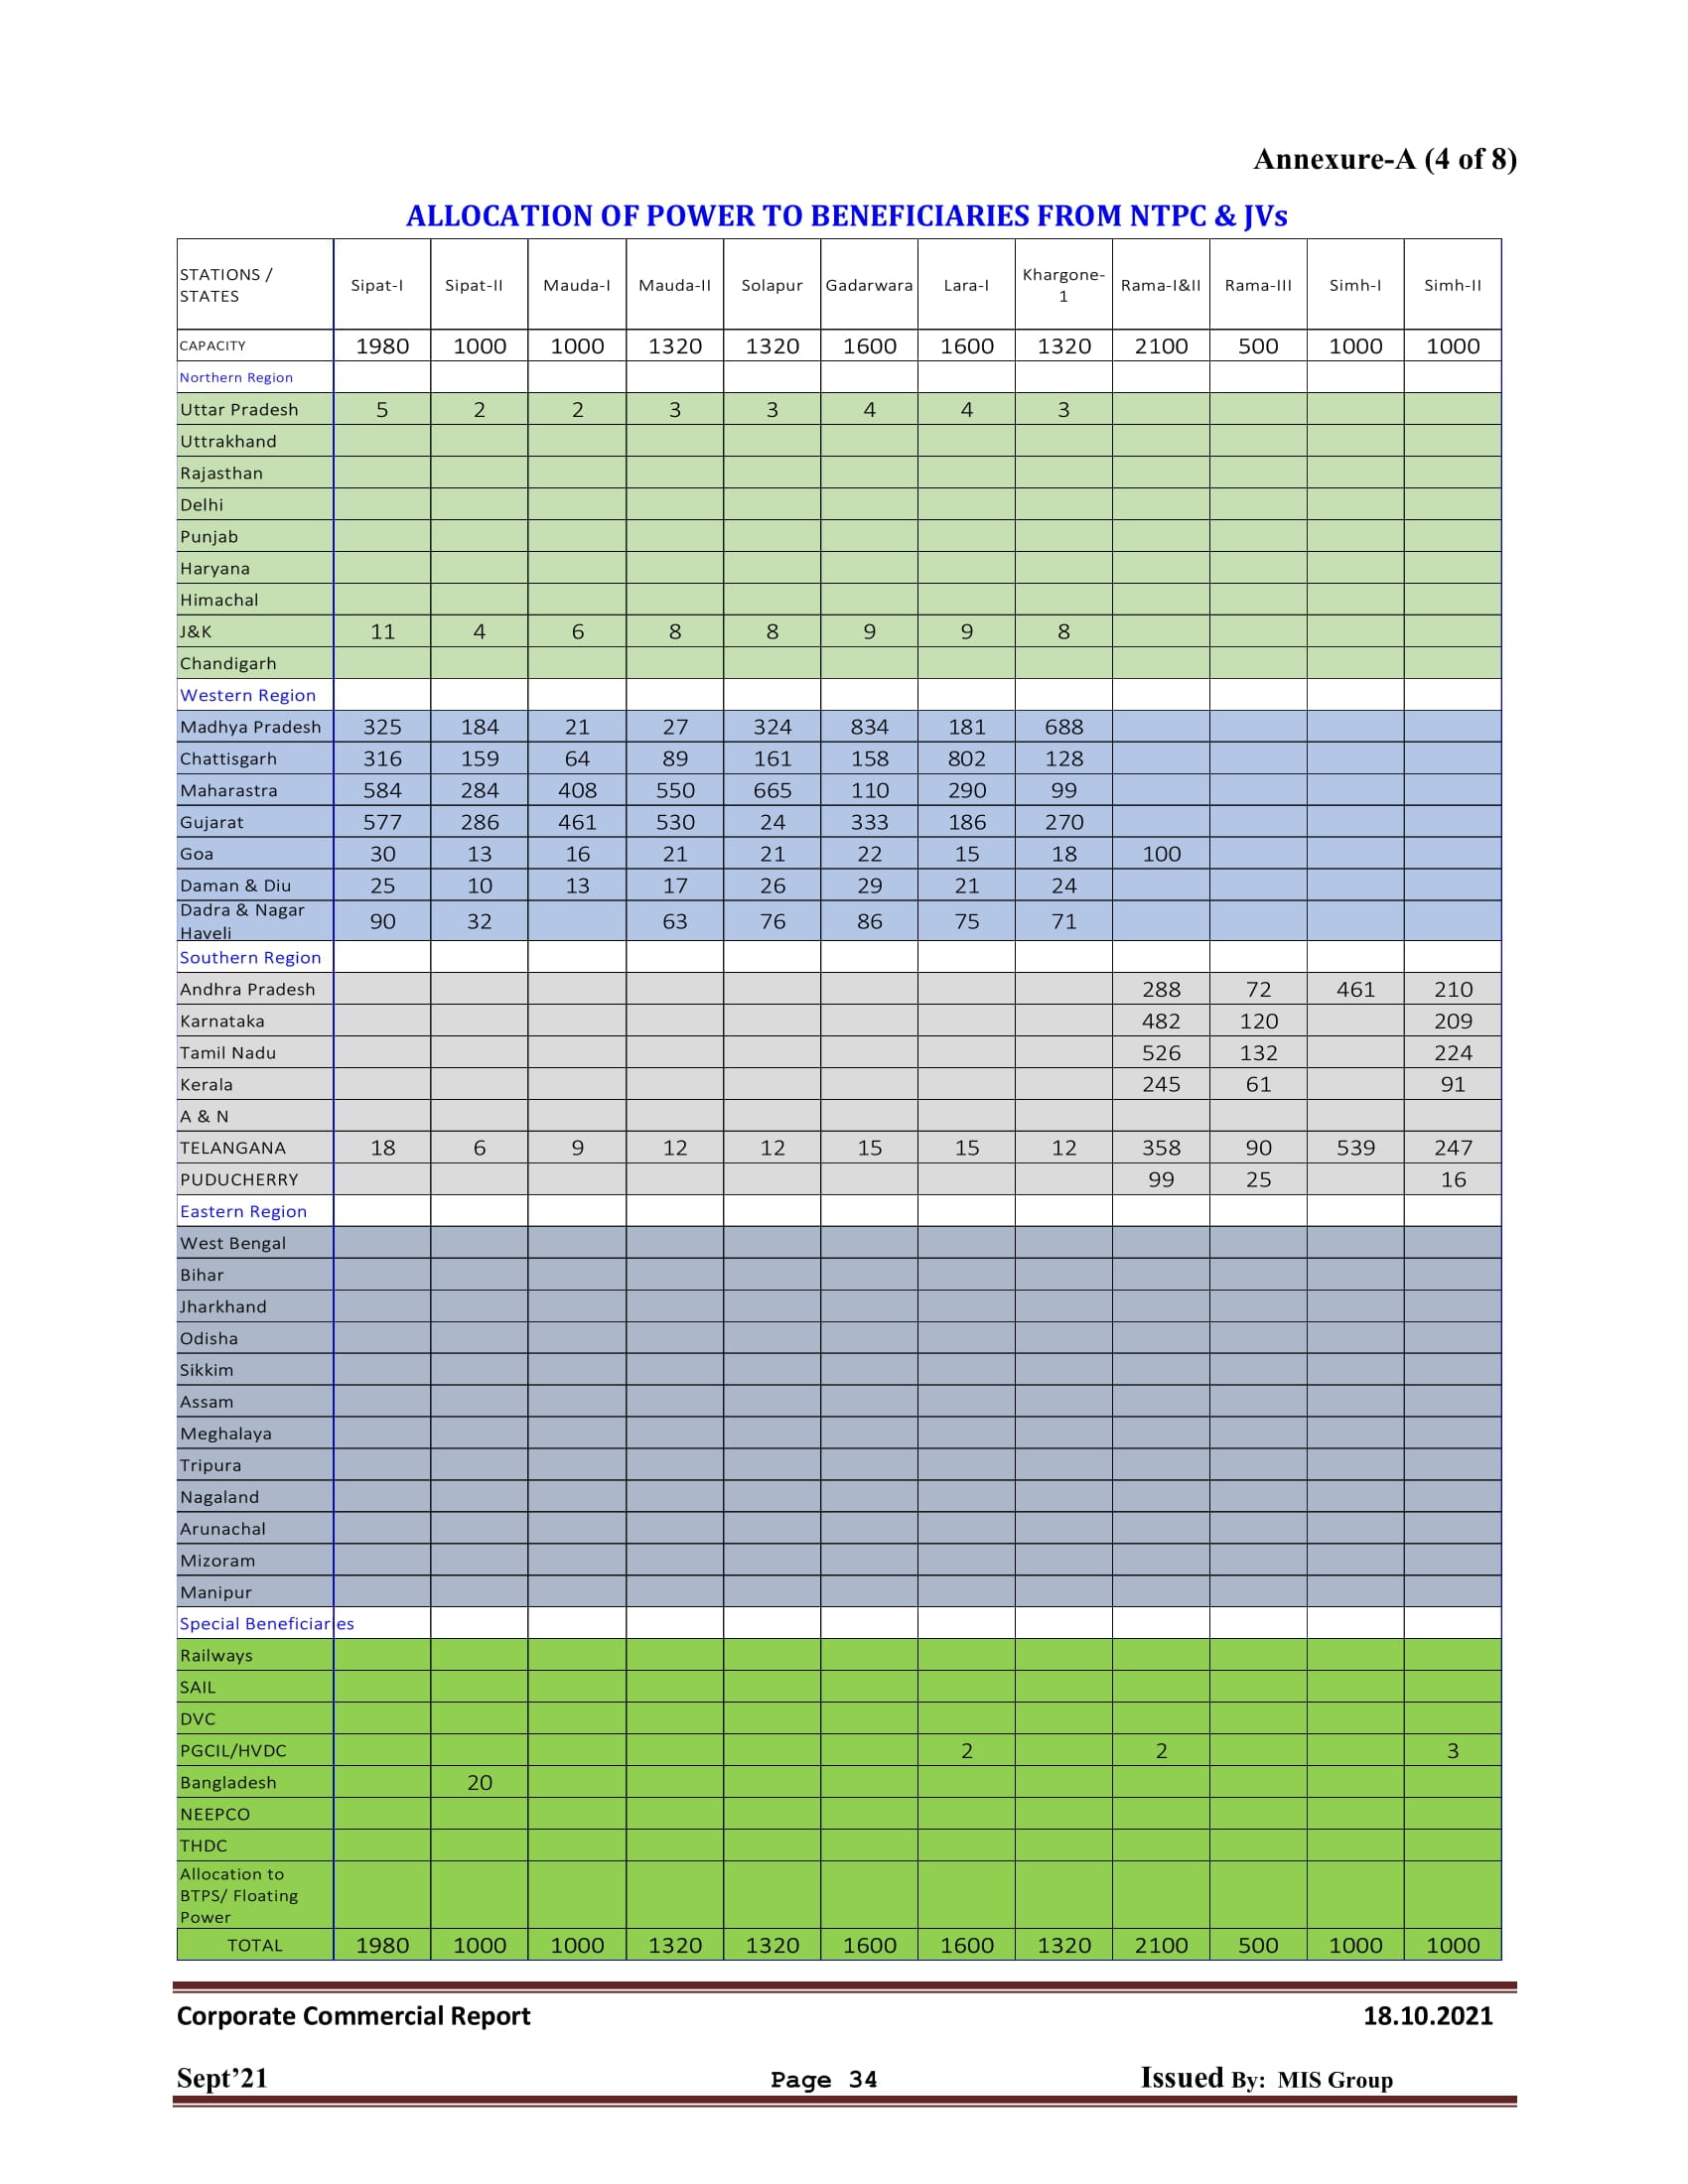 Annexure-A (4 of 8)
ALLOCATION OF POWER TO BENEFICIARIES FROM NTPC & JVs
STATIONS / STATES Sipat-I Sipat-II Mauda-I Mauda-II Solapur Gadarwara Lara-I Khargone-1 Rama-I&II Rama-III Simh-I Simh-II
CAPACITY 1980 1000 1000 1320 1320 1600 1600 1320 2100 500 1000 1000
Northern Region
Uttar Pradesh 5 2 2 3 3 4 4 3
Uttrakhand
Rajasthan
Delhi
Punjab
Haryana
Himachal
J&K 11 4 6 8 8 9 9 8
Chandigarh
Western Region
Madhya Pradesh 325 184 21 27 324 834 181 688
Chattisgarh 316 159 64 89 161 158 802 128
Maharastra 584 284 408 550 665 110 290 99
Gujarat 577 286 461 530 24 333 186 270
Goa 30 13 16 21 21 22 15 18 100
Daman & Diu 25 10 13 17 26 29 21 24
Dadra & Nagar Haveli 90 32 63 76 86 75 71
Southern Region
Andhra Pradesh 288 72 461 210
Karnataka 482 120 209
Tamil Nadu 526 132 224
Kerala 245 61 91
A & N
TELANGANA 18 6 9 12 12 15 15 12 358 90 539 247
PUDUCHERRY 99 25 16
Eastern Region
West Bengal
Bihar
Jharkhand
Odisha
Sikkim
Assam
Meghalaya
Tripura
Nagaland
Arunachal
Mizoram
Manipur
Special Beneficiaries
Railways
SAIL
DVC
PGCIL/HVDC 2 2 3
Bangladesh 20
NEEPCO
THDC
Allocation to
BTPS/ Floating
Power
TOTAL 1980 1000 1000 1320 1320 1600 1600 1320 2100 500 1000 1000
Corporate Commercial Report 18.10.2021
Sept’21 Page 34 Issued By: MIS Group